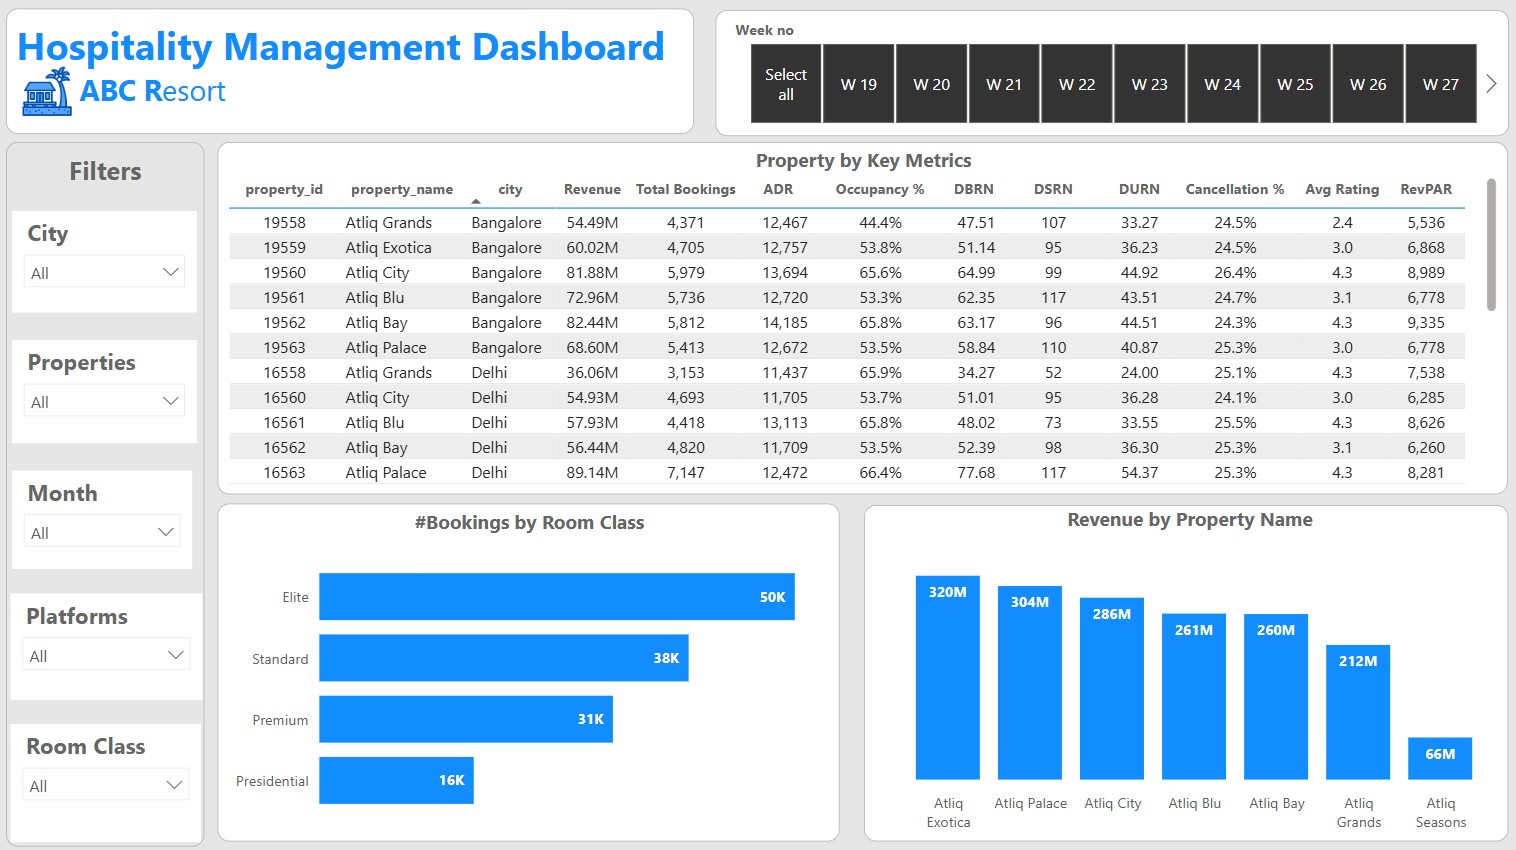 Hospitality Management Dashboard
ABC Resort
Week no
Select all
W 19
W 20
W 21
W 22
W 23
W 24
W 25
W 26
W 27
Filters
City
All
Properties
All
Month
All
Platforms
All
Room Class
All
Property by Key Metrics
property_id property_name city Revenue Total Bookings ADR Occupancy % DBRN DSRN DURN Cancellation % Avg Rating RevPAR
19558 Atliq Grands Bangalore 54.49M 4,371 12,467 44.4% 47.51 107 33.27 24.5% 2.4 5,536
19559 Atliq Exotica Bangalore 60.02M 4,705 12,757 53.8% 51.14 95 36.23 24.5% 3.0 6,868
19560 Atliq City Bangalore 81.88M 5,979 13,694 65.6% 64.99 99 44.92 26.4% 4.3 8,989
19561 Atliq Blu Bangalore 72.96M 5,736 12,720 53.3% 62.35 117 43.51 24.7% 3.1 6,778
19562 Atliq Bay Bangalore 82.44M 5,812 14,185 65.8% 63.17 96 44.51 24.3% 4.3 9,335
19563 Atliq Palace Bangalore 68.60M 5,413 12,672 53.5% 58.84 110 40.87 25.3% 3.0 6,778
16558 Atliq Grands Delhi 36.06M 3,153 11,437 65.9% 34.27 52 24.00 25.1% 4.3 7,538
16560 Atliq City Delhi 54.93M 4,693 11,705 53.7% 51.01 95 36.28 24.1% 3.0 6,285
16561 Atliq Blu Delhi 57.93M 4,418 13,113 65.8% 48.02 73 33.55 25.5% 4.3 8,626
16562 Atliq Bay Delhi 56.44M 4,820 11,709 53.5% 52.39 98 36.30 25.3% 3.1 6,260
16563 Atliq Palace Delhi 89.14M 7,147 12,472 66.4% 77.68 117 54.37 25.3% 4.3 8,281
#Bookings by Room Class
Elite 50K
Standard 38K
Premium 31K
Presidential 16K
Revenue by Property Name
320M
304M
286M
261M
260M
212M
66M
Atliq Exotica
Atliq Palace
Atliq City
Atliq Blu
Atliq Bay
Atliq Grands
Atliq Seasons